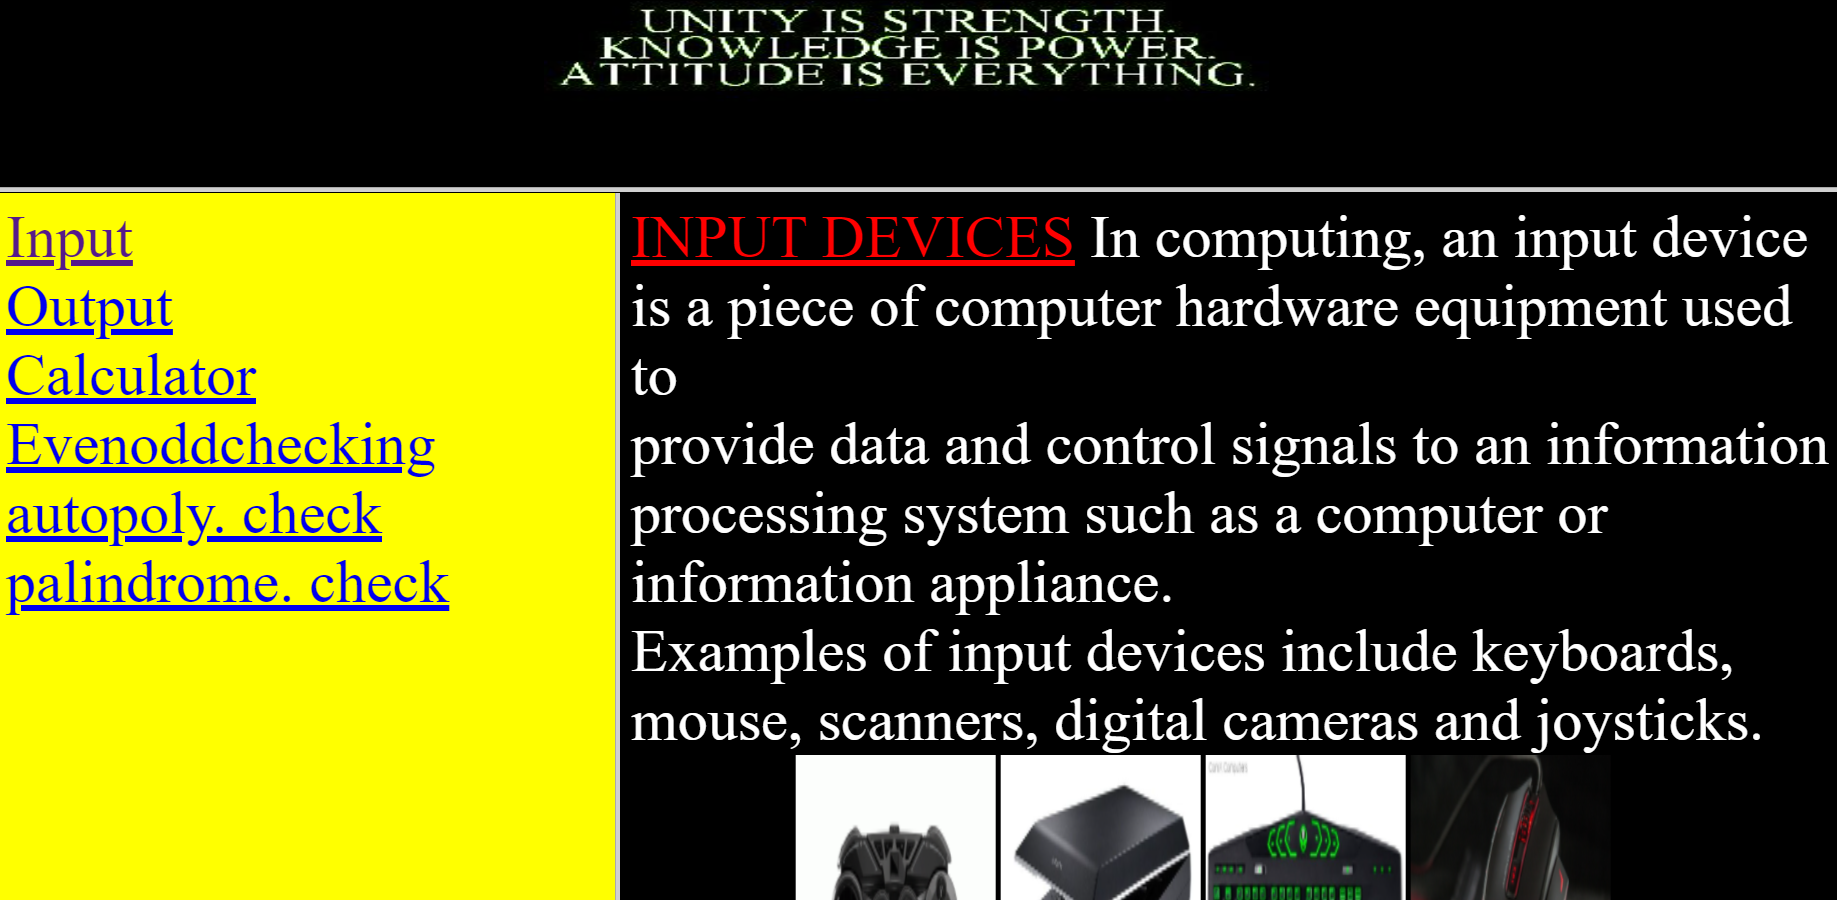 UNITY IS STRENGTH.
KNOWLEDGE IS POWER.
ATTITUDE IS EVERYTHING.
Input
Output
Calculator
Evenoddchecking
autopoly. check
palindrome. check
INPUT DEVICES In computing, an input device
is a piece of computer hardware equipment used
to
provide data and control signals to an information
processing system such as a computer or
information appliance.
Examples of input devices include keyboards,
mouse, scanners, digital cameras and joysticks.